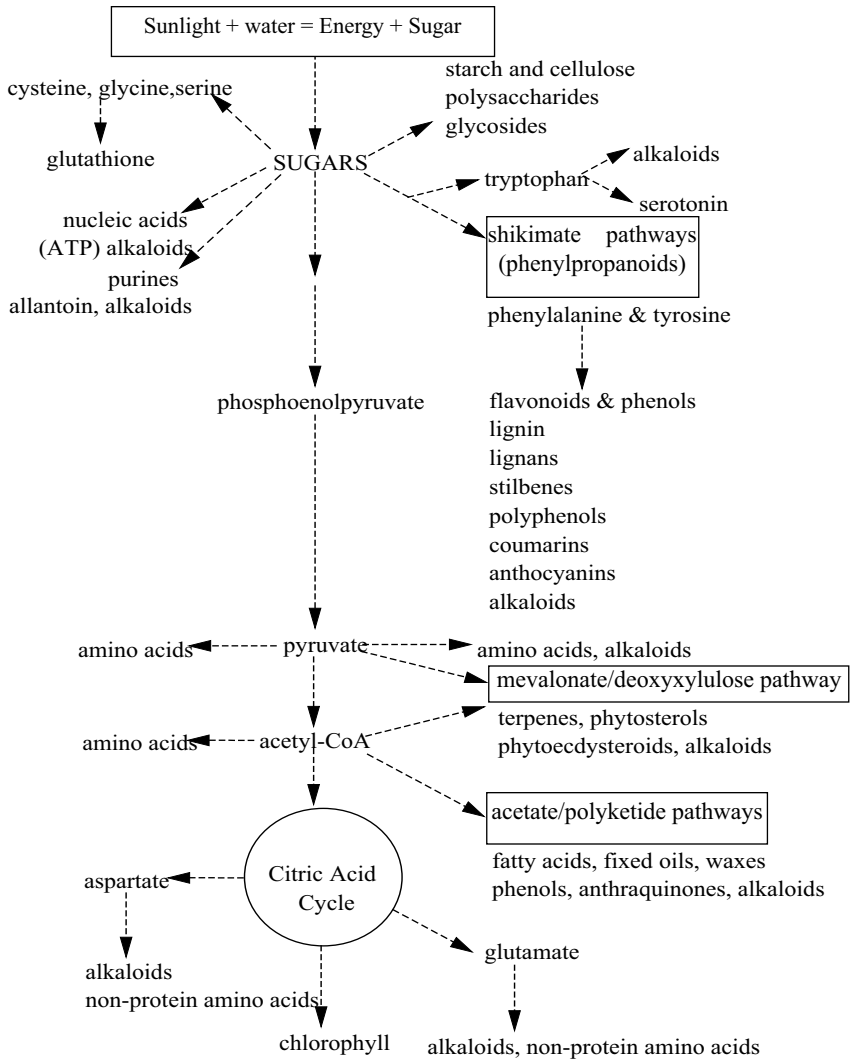 Sunlight + water = Energy + Sugar
starch and cellulose
polysaccharides
glycosides
cysteine, glycine,serine
glutathione
SUGARS
alkaloids
tryptophan
serotonin
nucleic acids
(ATP) alkaloids
purines
allantoin, alkaloids
shikimate pathways
(phenylpropanoids)
phenylalanine & tyrosine
phosphoenolpyruvate
flavonoids & phenols
lignin
lignans
stilbenes
polyphenols
coumarins
anthocyanins
alkaloids
amino acids
pyruvate
amino acids, alkaloids
mevalonate/deoxyxylulose pathway
terpenes, phytosterols
phytoecdysteroids, alkaloids
amino acids
acetyl-CoA
acetate/polyketide pathways
fatty acids, fixed oils, waxes
phenols, anthraquinones, alkaloids
Citric Acid
Cycle
aspartate
alkaloids
non-protein amino acids
glutamate
chlorophyll
alkaloids, non-protein amino acids